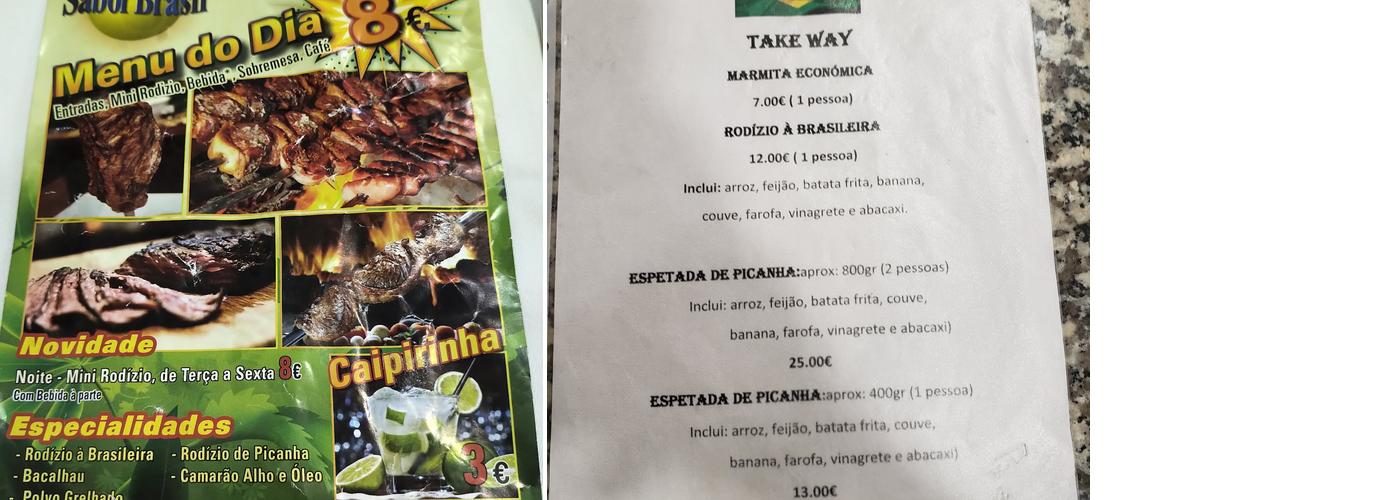 Sabor Brasil
Menu do Dia 8€
Entradas, Mini Rodízio, Bebida*, Sobremesa, Café
Novidade
Noite - Mini Rodízio, de Terça a Sexta 8€
Com Bebida à parte
Caipirinha
3€
Especialidades
- Rodízio à Brasileira
- Rodízio de Picanha
- Bacalhau
- Camarão Alho e Óleo
- Polvo Grelhado
TAKE WAY
MARMITA ECONÓMICA
7.00€ ( 1 pessoa)
RODÍZIO À BRASILEIRA
12.00€ ( 1 pessoa)
Inclui: arroz, feijão, batata frita, banana,
couve, farofa, vinagrete e abacaxi.
ESPETADA DE PICANHA:aprox: 800gr (2 pessoas)
Inclui: arroz, feijão, batata frita, couve,
banana, farofa, vinagrete e abacaxi)
25.00€
ESPETADA DE PICANHA:aprox: 400gr (1 pessoa)
Inclui: arroz, feijão, batata frita, couve,
banana, farofa, vinagrete e abacaxi)
13.00€